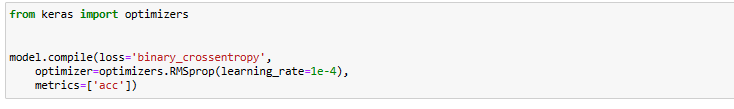 from keras import optimizers
model.compile(loss='binary_crossentropy',
    optimizer=optimizers.RMSprop(learning_rate=1e-4),
    metrics=['acc'])